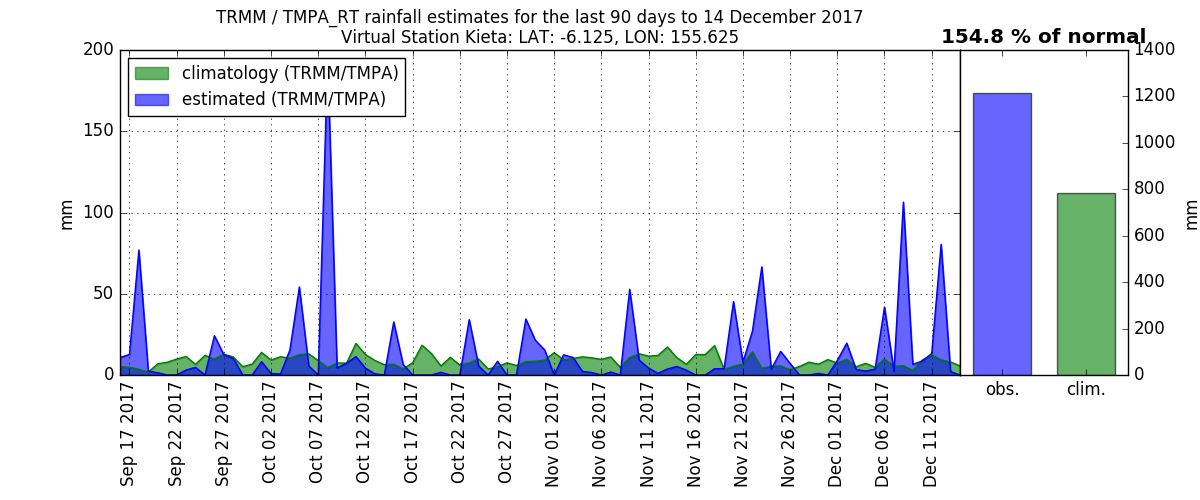 TRMM / TMPA_RT rainfall estimates for the last 90 days to 14 December 2017
Virtual Station Kieta: LAT: -6.125, LON: 155.625
154.8 % of normal
climatology (TRMM/TMPA)
estimated (TRMM/TMPA)
200
150
100
50
0
mm
Sep 17 2017
Sep 22 2017
Sep 27 2017
Oct 02 2017
Oct 07 2017
Oct 12 2017
Oct 17 2017
Oct 22 2017
Oct 27 2017
Nov 01 2017
Nov 06 2017
Nov 11 2017
Nov 16 2017
Nov 21 2017
Nov 26 2017
Dec 01 2017
Dec 06 2017
Dec 11 2017
obs.
clim.
1400
1200
1000
800
600
400
200
0
mm